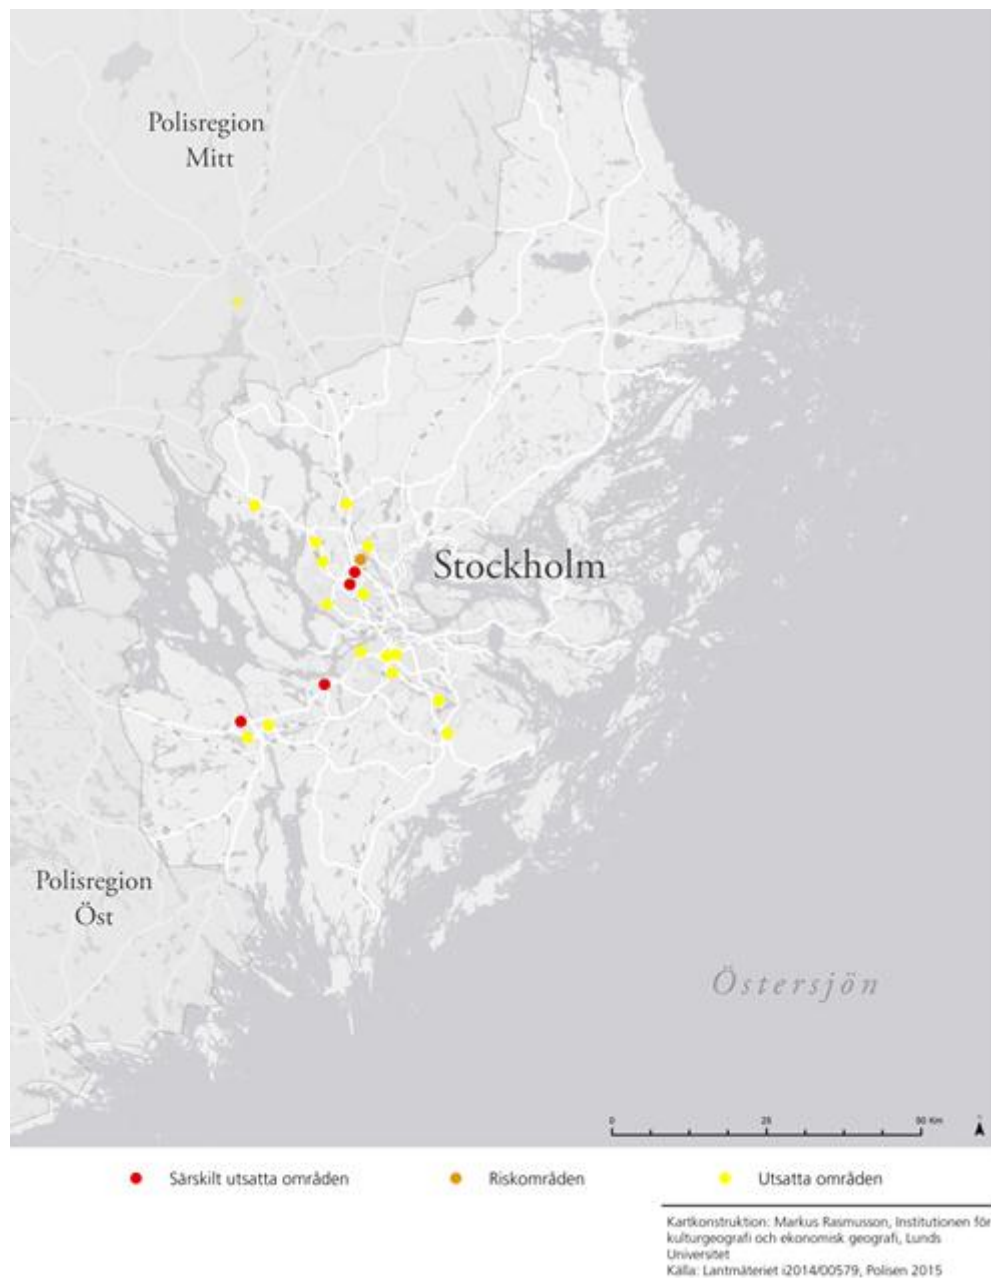 Polisregion
Mitt
Stockholm
Polisregion
Öst
Östersjön
0 25 50 Km
Särskilt utsatta områden
Riskområden
Utsatta områden
Kartkonstruktion: Markus Rasmusson, Institutionen för
kulturgeografi och ekonomisk geografi, Lunds
Universitet
Källa: Lantmäteriet i2014/00579, Polisen 2015